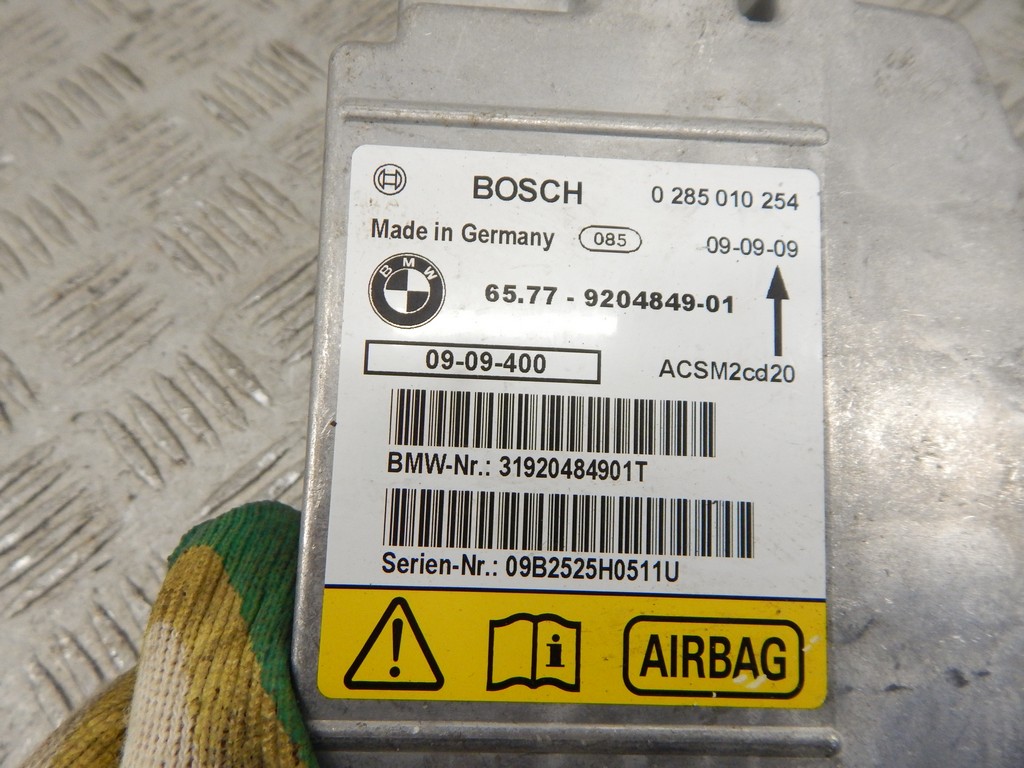 BOSCH 0 285 010 254
Made in Germany 085 09-09-09
BMW
65.77 - 9204849-01
09-09-400 ACSM2cd20
BMW-Nr.: 31920484901T
Serien-Nr.: 09B2525H0511U
AIRBAG